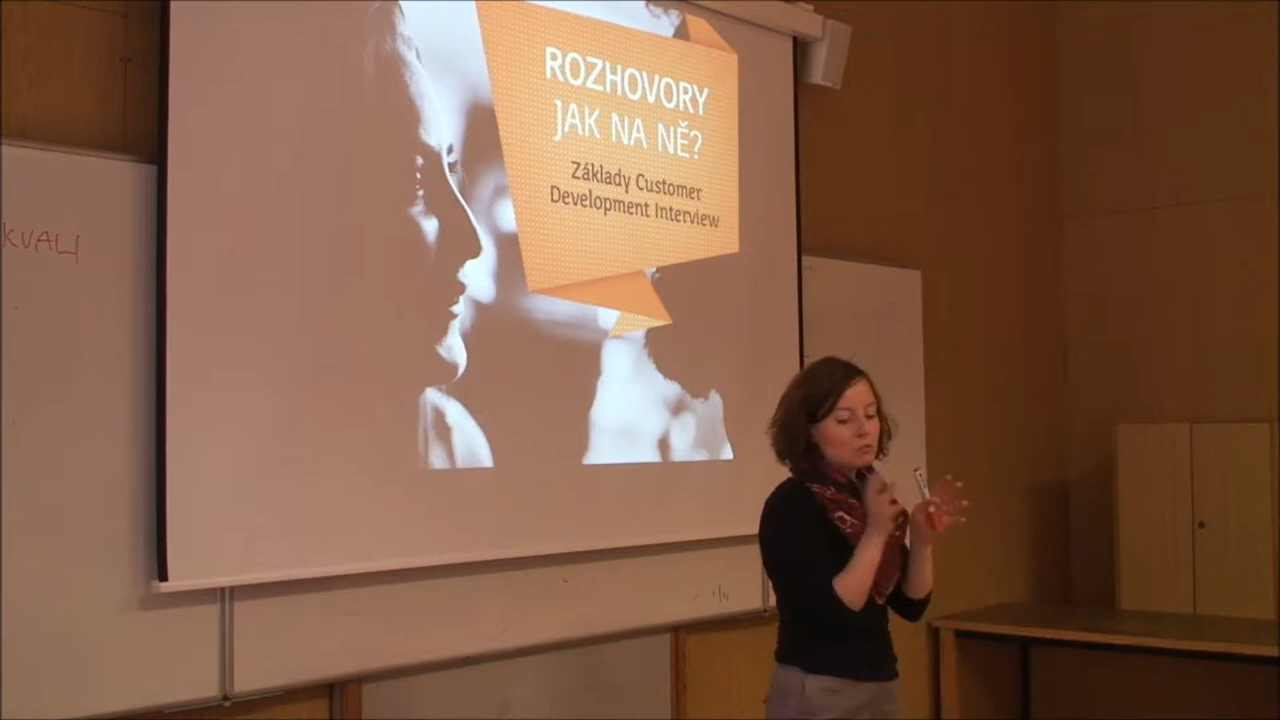 ROZHOVORY
JAK NA NĚ?
Základy Customer
Development Interview
KVALI